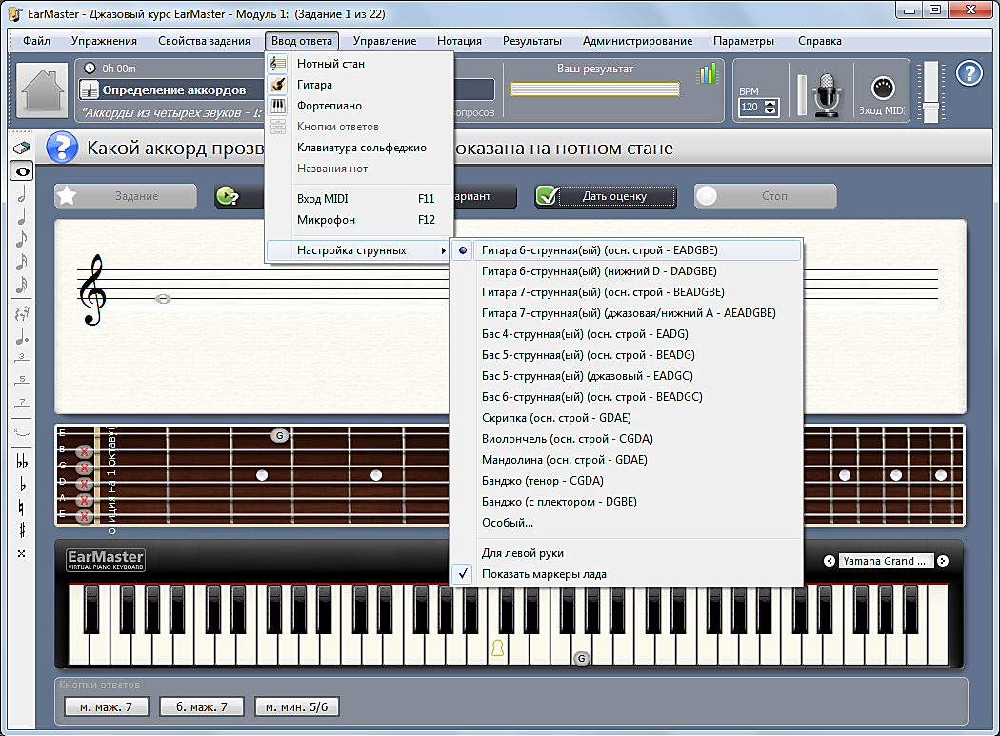 EarMaster - Джазовый курс EarMaster - Модуль 1: (Задание 1 из 22)
Файл Упражнения Свойства задания Ввод ответа Управление Нотация Результаты Администрирование Параметры Справка
0h 00m
Определение аккордов
"Аккорды из четырех звуков - I:
опросов
Ваш результат
BPM
120
Вход MIDI
Какой аккорд прозв
оказана на нотном стане
Задание
ариант
Дать оценку
Стоп
Нотный стан
Гитара
Фортепиано
Кнопки ответов
Клавиатура сольфеджио
Названия нот
Вход MIDI F11
Микрофон F12
Настройка струнных
Гитара 6-струнная(ый) (осн. строй - EADGBE)
Гитара 6-струнная(ый) (нижний D - DADGBE)
Гитара 7-струнная(ый) (осн. строй - BEADGBE)
Гитара 7-струнная(ый) (джазовая/нижний A - AEADGBE)
Бас 4-струнная(ый) (осн. строй - EADG)
Бас 5-струнная(ый) (осн. строй - BEADG)
Бас 5-струнная(ый) (джазовый - EADGC)
Бас 6-струнная(ый) (осн. строй - BEADGC)
Скрипка (осн. строй - GDAE)
Виолончель (осн. строй - CGDA)
Мандолина (осн. строй - GDAE)
Банджо (тенор - CGDA)
Банджо (с плектором - DGBE)
Особый...
Для левой руки
Показать маркеры лада
3
5
7
E
B
G
D
A
E
X
X
X
X
X
озиция на 1 октаву(
G
EarMaster
VIRTUAL PIANO KEYBOARD
Yamaha Grand ...
G
Кнопки ответов
м. маж. 7 б. маж. 7 м. мин. 5/6